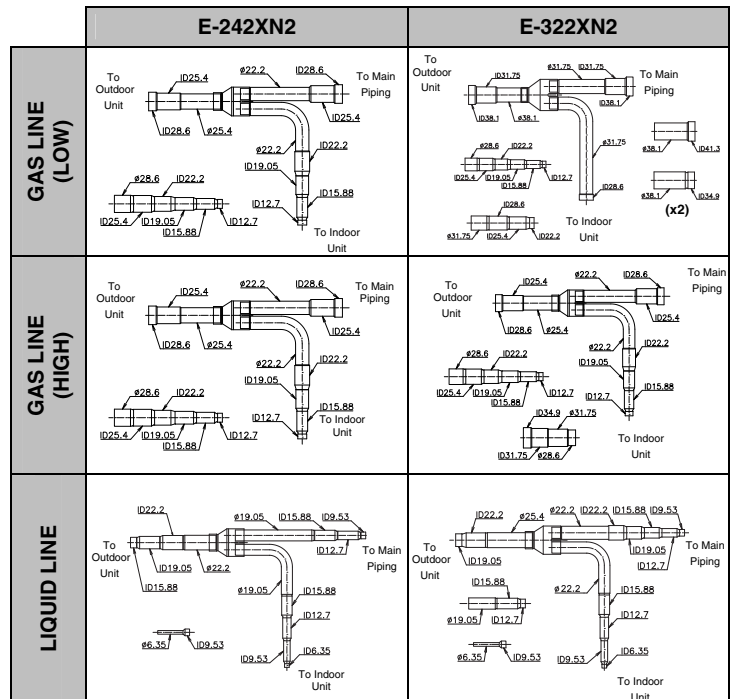 E-242XN2
E-322XN2
GAS LINE
(LOW)
To
Outdoor
Unit
ID25.4
ø22.2
ID28.6
To Main
Piping
ID28.6
ø25.4
ID25.4
ø22.2
ID22.2
ID19.05
ø28.6
ID22.2
ID12.7
ID15.88
ID25.4
ID19.05
ID12.7
ID15.88
To Indoor
Unit
To
Outdoor
Unit
ID31.75
ø31.75
ID31.75
To Main
Piping
ID38.1
ø38.1
ID38.1
ø28.6
ID22.2
ø31.75
ø38.1
ID41.3
ID25.4
ID19.05
ID12.7
ID15.88
ID28.6
ø38.1
ID34.9
(x2)
ID28.6
ø31.75
ID25.4
ID22.2
To Indoor
Unit
GAS LINE
(HIGH)
To
Outdoor
Unit
ID25.4
ø22.2
ID28.6
To Main
Piping
ID28.6
ø25.4
ID25.4
ø22.2
ID22.2
ID19.05
ø28.6
ID22.2
ID12.7
ID15.88
ID25.4
ID19.05
ID12.7
ID15.88
To Indoor
Unit
To
Outdoor
Unit
ID25.4
ø22.2
ID28.6
To Main
Piping
ID28.6
ø25.4
ID25.4
ø22.2
ID22.2
ID19.05
ø28.6
ID22.2
ID12.7
ID15.88
ID25.4
ID19.05
ID12.7
ID15.88
ID34.9
ø31.75
ID31.75
ø28.6
To Indoor
Unit
LIQUID LINE
ID22.2
ø19.05
ID15.88
ID9.53
To
Outdoor
Unit
ID12.7
To Main
Piping
ID19.05
ø22.2
ID15.88
ø19.05
ID15.88
ID12.7
ø6.35
ID9.53
ID9.53
ID6.35
To Indoor
Unit
ID22.2
ø25.4
ø22.2
ID22.2
ID15.88
ID9.53
To
Outdoor
Unit
ID19.05
ID19.05
ID12.7
To Main
Piping
ID15.88
ø22.2
ID15.88
ø19.05
ID12.7
ID12.7
ø6.35
ID9.53
ID9.53
ID6.35
To Indoor
Unit